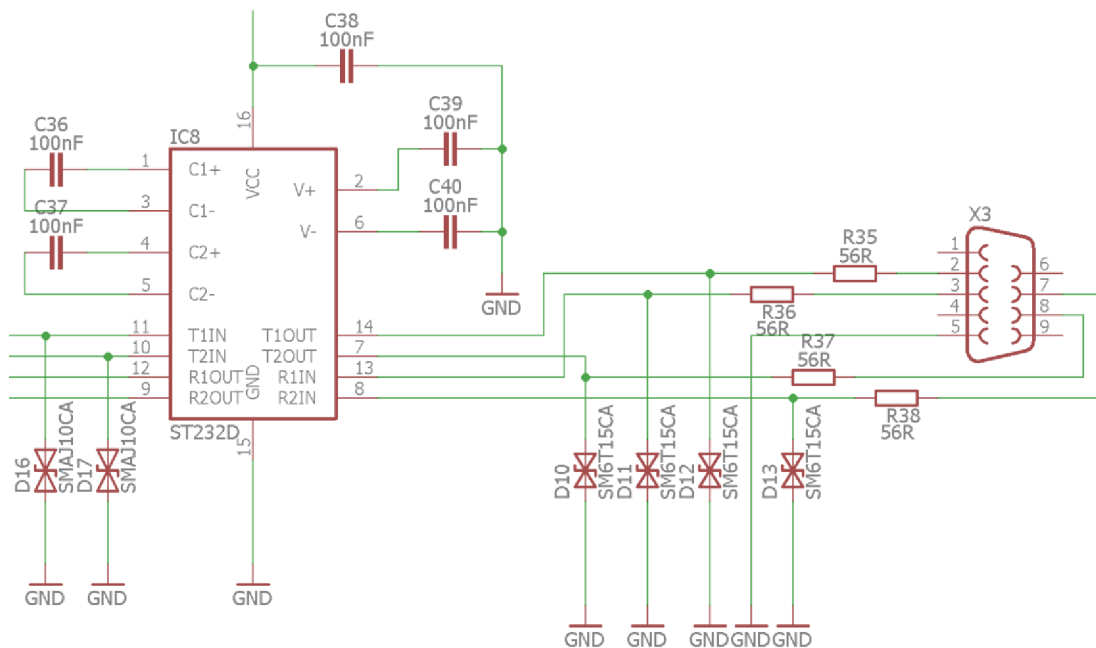 C38
100nF
C39
100nF
C36
100nF
16
IC8
1
C1+
VCC
V+
2
C40
100nF
3
C1-
C37
100nF
V-
6
4
C2+
5
C2-
GND
X3
1
2
3
4
5
6
7
8
9
R35
56R
R36
56R
R37
56R
R38
56R
11
T1IN
T1OUT
14
10
T2IN
T2OUT
7
12
R1OUT
R1IN
13
9
R2OUT
R2IN
8
GND
ST232D
15
D16
SMAJ10CA
D17
SMAJ10CA
D10
SM6T15CA
D11
SM6T15CA
D12
SM6T15CA
D13
SM6T15CA
GND
GND
GND
GND
GND
GND
GND
GND